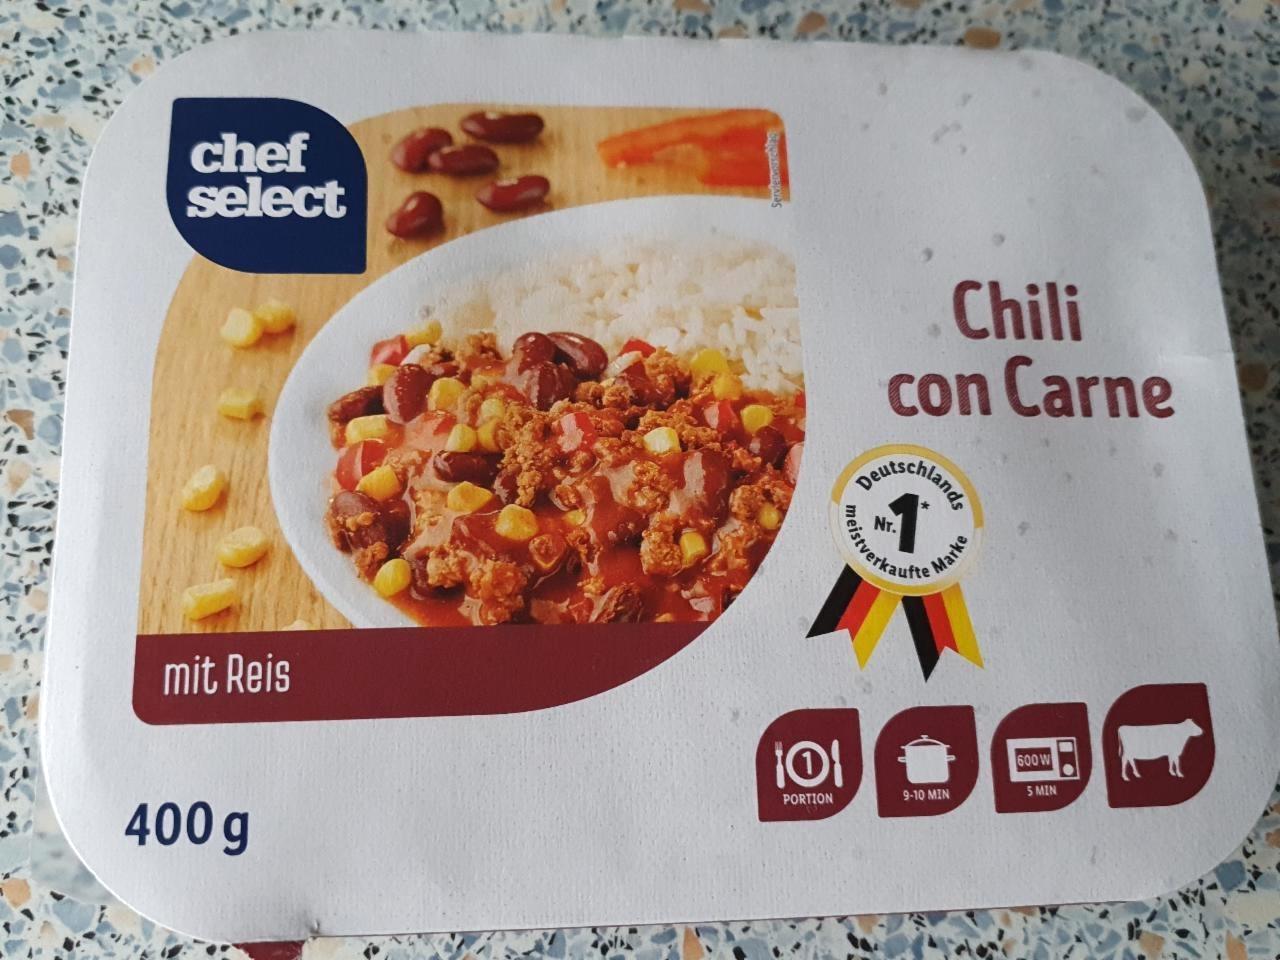 chef
select
Serviervorschlag
Chili
con Carne
Deutschlands
Nr. 1*
meistverkaufte Marke
mit Reis
400 g
1
PORTION
9-10 MIN
600 W
5 MIN